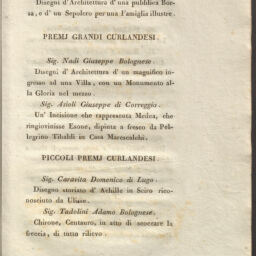 Disegni d'Architettura d' una pubblica Bor-
sa, e d' un Sepolcro per una Famiglia illustre.
PREMJ GRANDI CURLANDESI.
Sig. Nadi Giuseppe Bolognese.
Disegni d' Architettura d' un magnifico in-
gresso ad una Villa, con un Monumento al-
la Gloria nel mezzo.
Sig. Asioli Giuseppe di Correggio.
Un' Incisione che rappresenta Medea, che
ringiovinisce Esone, dipinta a fresco da Pel-
legrino Tibaldi in Casa Marescalchi.
PICCOLI PREMJ CURLANDESI.
Sig. Caravita Domenico di Lugo.
Disegno storiato d' Achille in Sciro rico-
nosciuto da Ulisse.
Sig. Tadolini Adamo Bolognese.
Chirone, Centauro, in atto di scoccare la
freccia, di tutto rilievo.